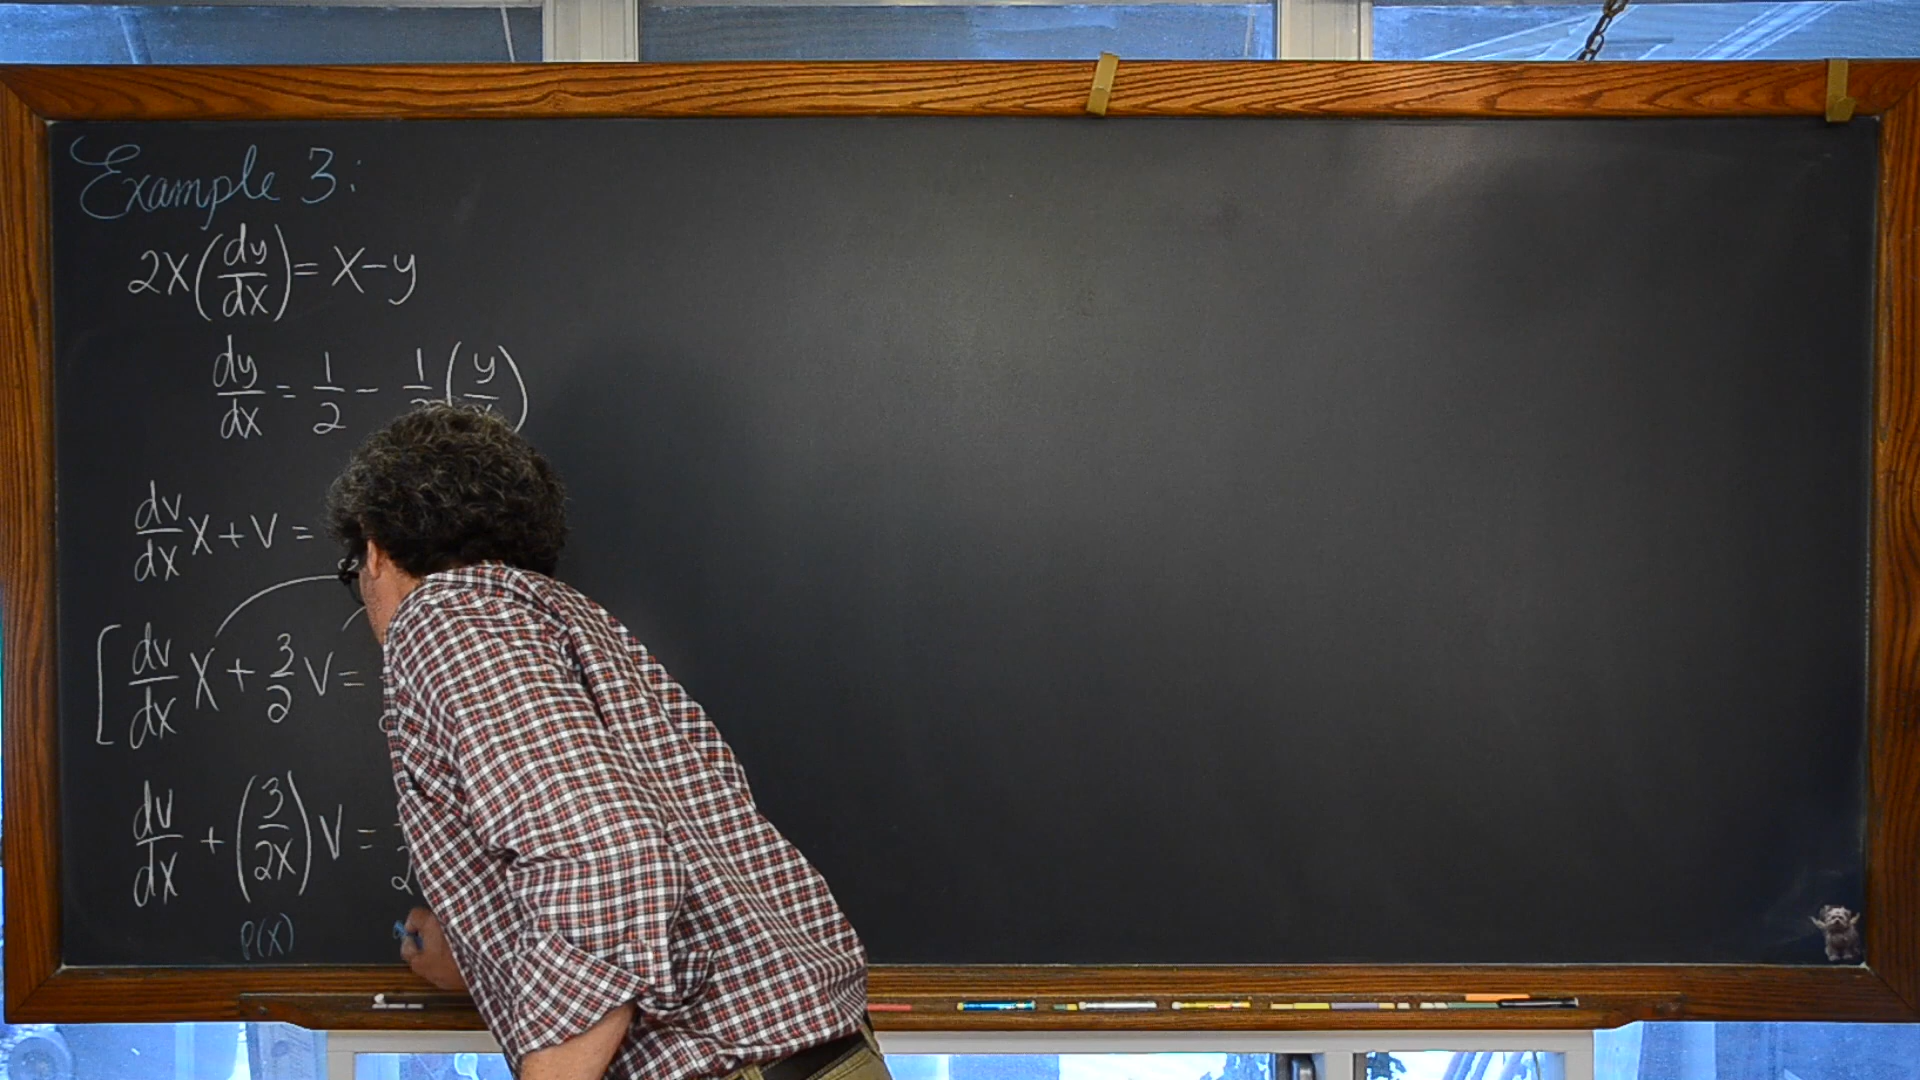 Example 3:
2x(dy/dx) = x-y
dy/dx = 1/2 - 1/2(y/x)
dv/dx x + v =
[dv/dx x + 3/2 v =
dv/dx + (3/2x) v =
P(x)